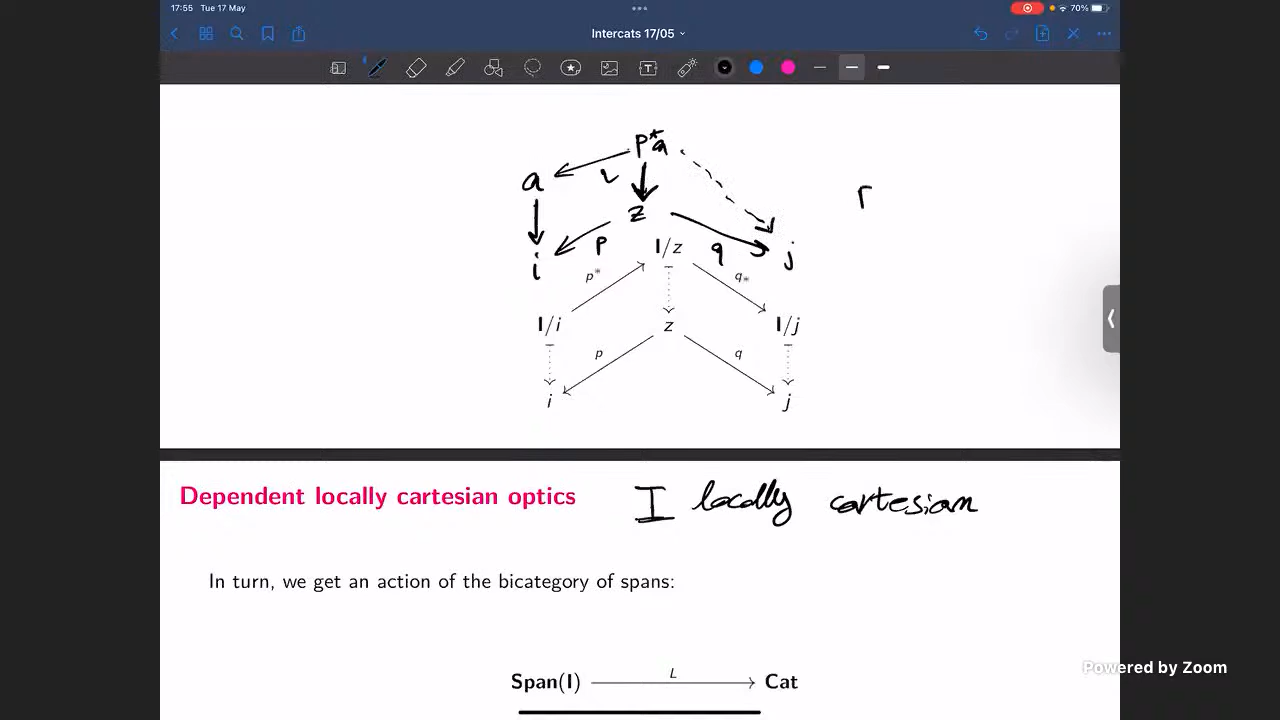 17:55 Tue 17 May
70%
Intercats 17/05
p*a
a
z
p q
i j
I/z
p* q*
I/i z I/j
p q
i j
Dependent locally cartesian optics I locally cartesian
In turn, we get an action of the bicategory of spans:
L
Span(I) Cat
Powered by Zoom